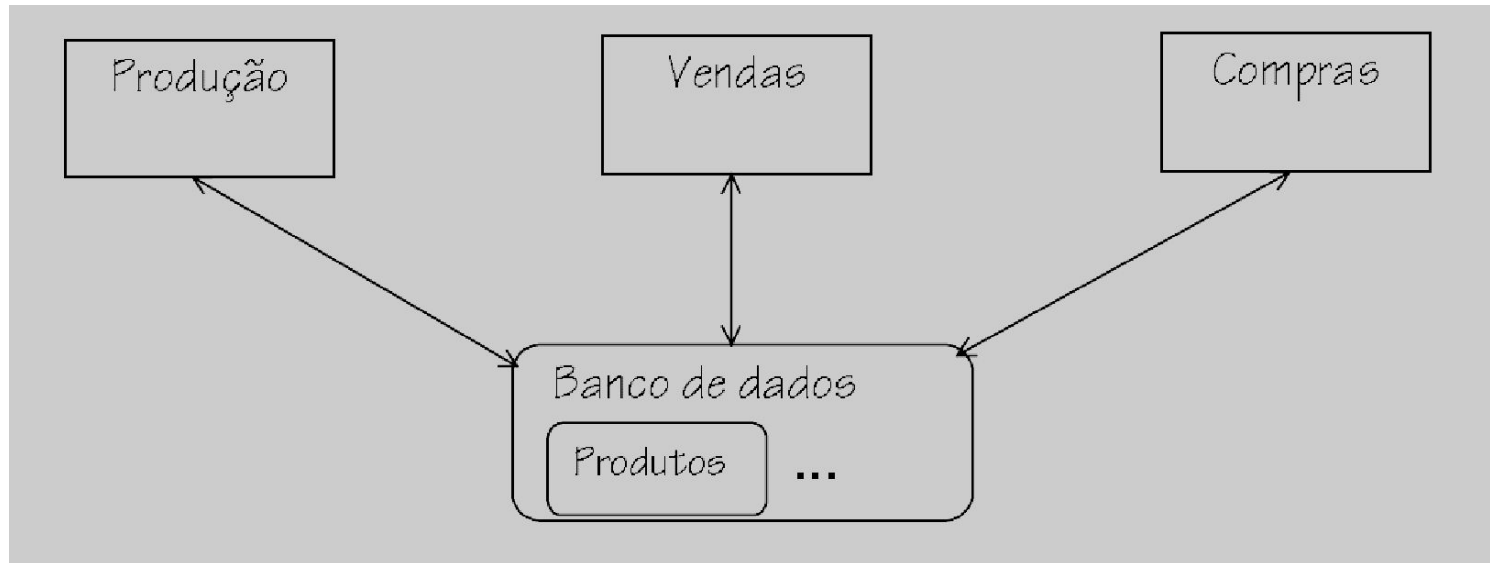 Produção
Vendas
Compras
Banco de dados
Produtos ...